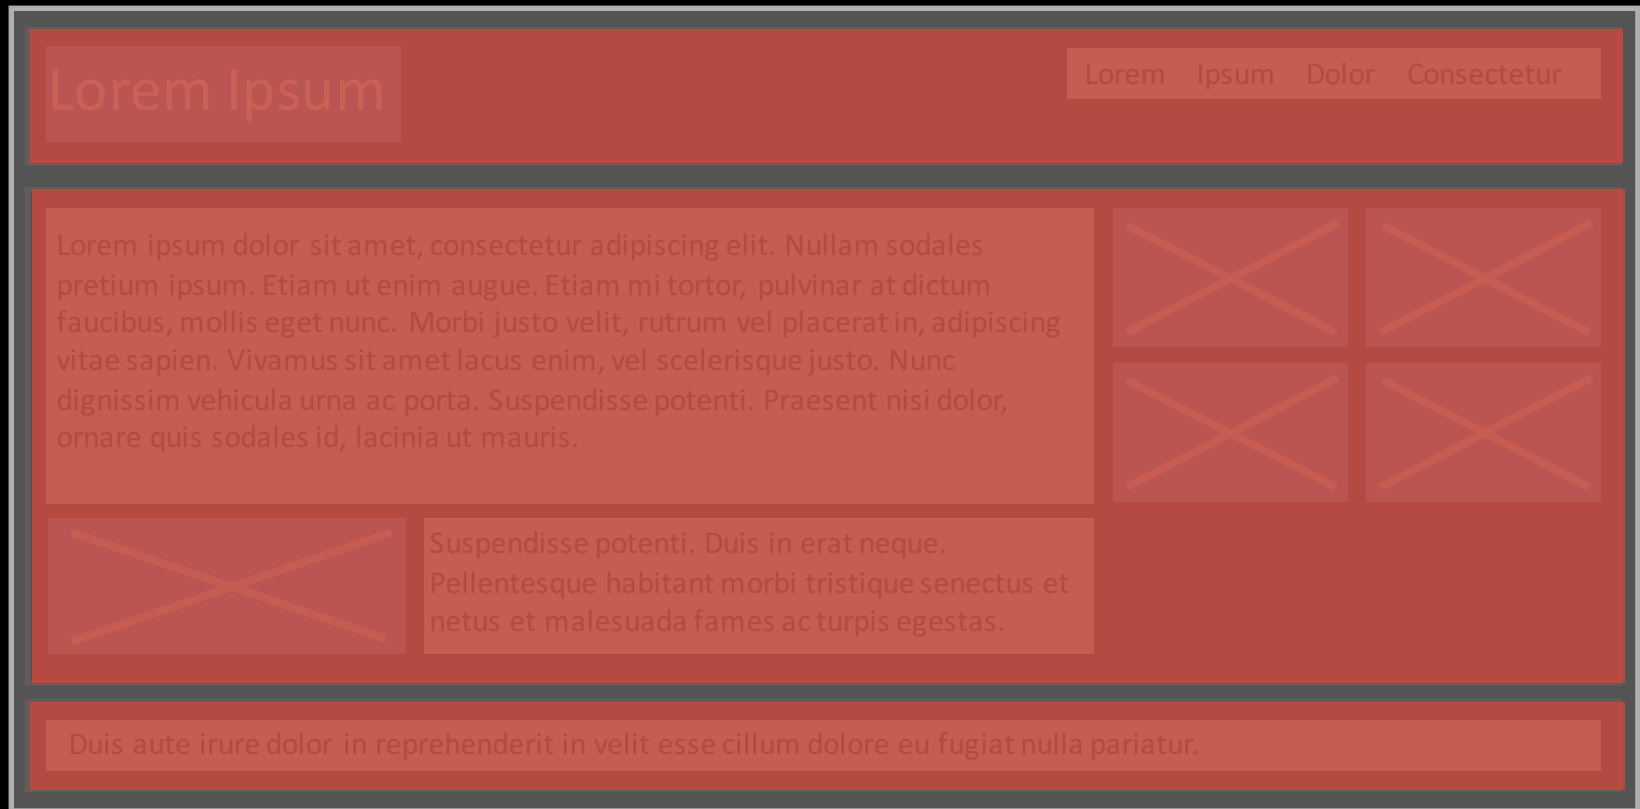 Lorem Ipsum
Lorem Ipsum Dolor Consectetur
Lorem ipsum dolor sit amet, consectetur adipiscing elit. Nullam sodales
pretium ipsum. Etiam ut enim augue. Etiam mi tortor, pulvinar at dictum
faucibus, mollis eget nunc. Morbi justo velit, rutrum vel placerat in, adipiscing
vitae sapien. Vivamus sit amet lacus enim, vel scelerisque justo. Nunc
dignissim vehicula urna ac porta. Suspendisse potenti. Praesent nisi dolor,
ornare quis sodales id, lacinia ut mauris.
Suspendisse potenti. Duis in erat neque.
Pellentesque habitant morbi tristique senectus et
netus et malesuada fames ac turpis egestas.
Duis aute irure dolor in reprehenderit in velit esse cillum dolore eu fugiat nulla pariatur.